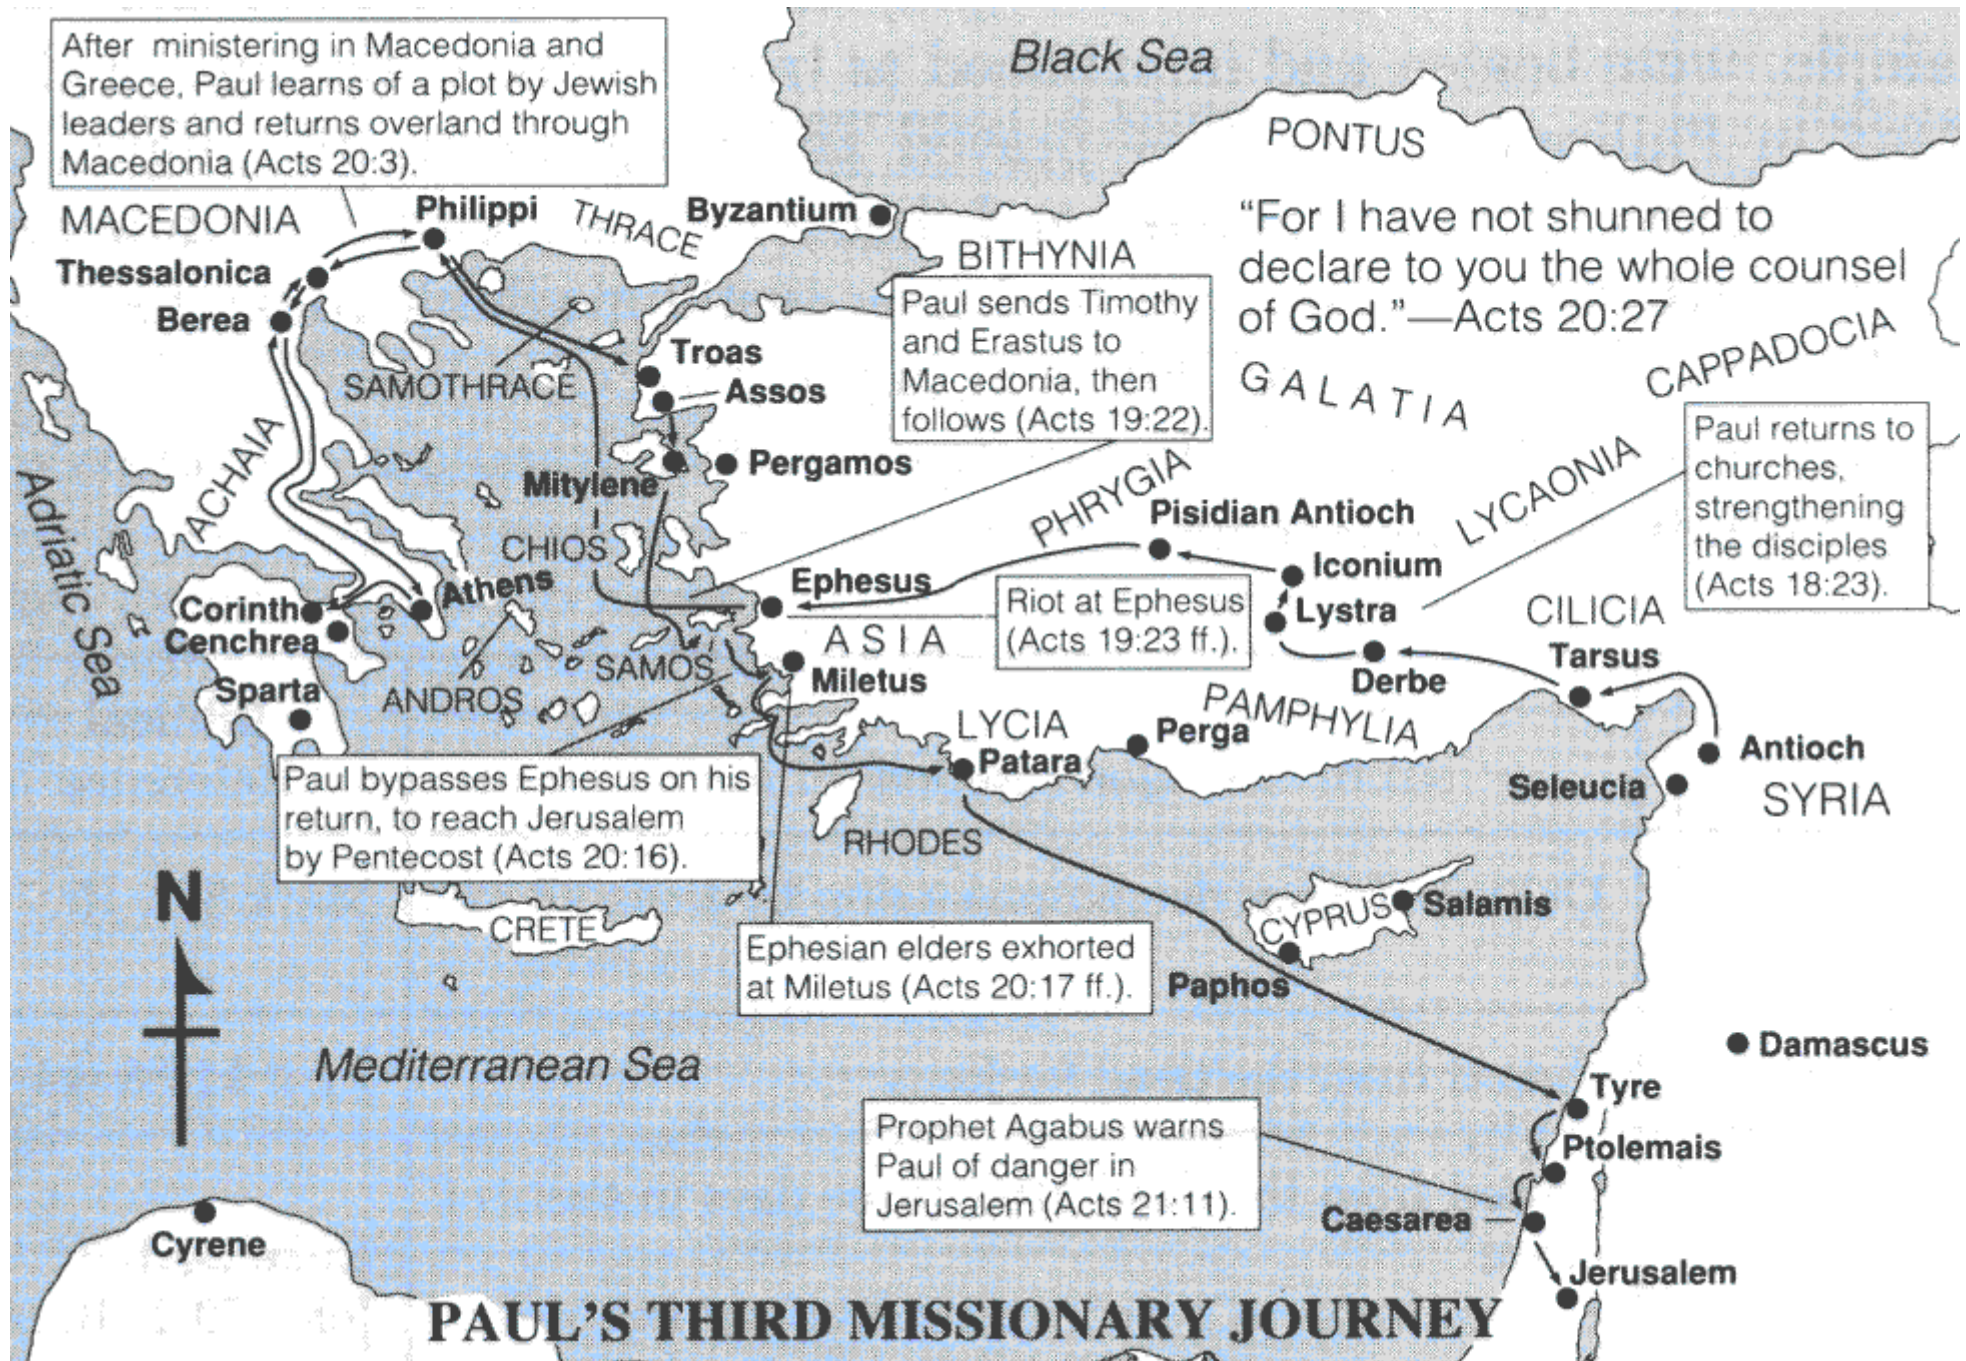 After ministering in Macedonia and
Greece, Paul learns of a plot by Jewish
leaders and returns overland through
Macedonia (Acts 20:3).
Black Sea
PONTUS
MACEDONIA
Philippi
THRACE
Byzantium
BITHYNIA
“For I have not shunned to
declare to you the whole counsel
of God.”—Acts 20:27
Thessalonica
Berea
Paul sends Timothy
and Erastus to
Macedonia, then
follows (Acts 19:22).
Troas
Assos
SAMOTHRACE
GALATIA
CAPPADOCIA
Paul returns to
churches,
strengthening
the disciples
(Acts 18:23).
ACHAIA
Adriatic Sea
Mitylene
Pergamos
PHRYGIA
LYCAONIA
Pisidian Antioch
CHIOS
Iconium
Athens
Ephesus
Riot at Ephesus
(Acts 19:23 ff.).
Lystra
CILICIA
Corinth
Cenchrea
ASIA
Tarsus
SAMOS
Miletus
Derbe
Sparta
ANDROS
PAMPHYLIA
LYCIA
Perga
Patara
Antioch
Seleucia
SYRIA
Paul bypasses Ephesus on his
return, to reach Jerusalem
by Pentecost (Acts 20:16).
RHODES
N
CRETE
CYPRUS
Salamis
Ephesian elders exhorted
at Miletus (Acts 20:17 ff.).
Paphos
Mediterranean Sea
Damascus
Tyre
Prophet Agabus warns
Paul of danger in
Jerusalem (Acts 21:11).
Ptolemais
Caesarea
Cyrene
Jerusalem
PAUL’S THIRD MISSIONARY JOURNEY